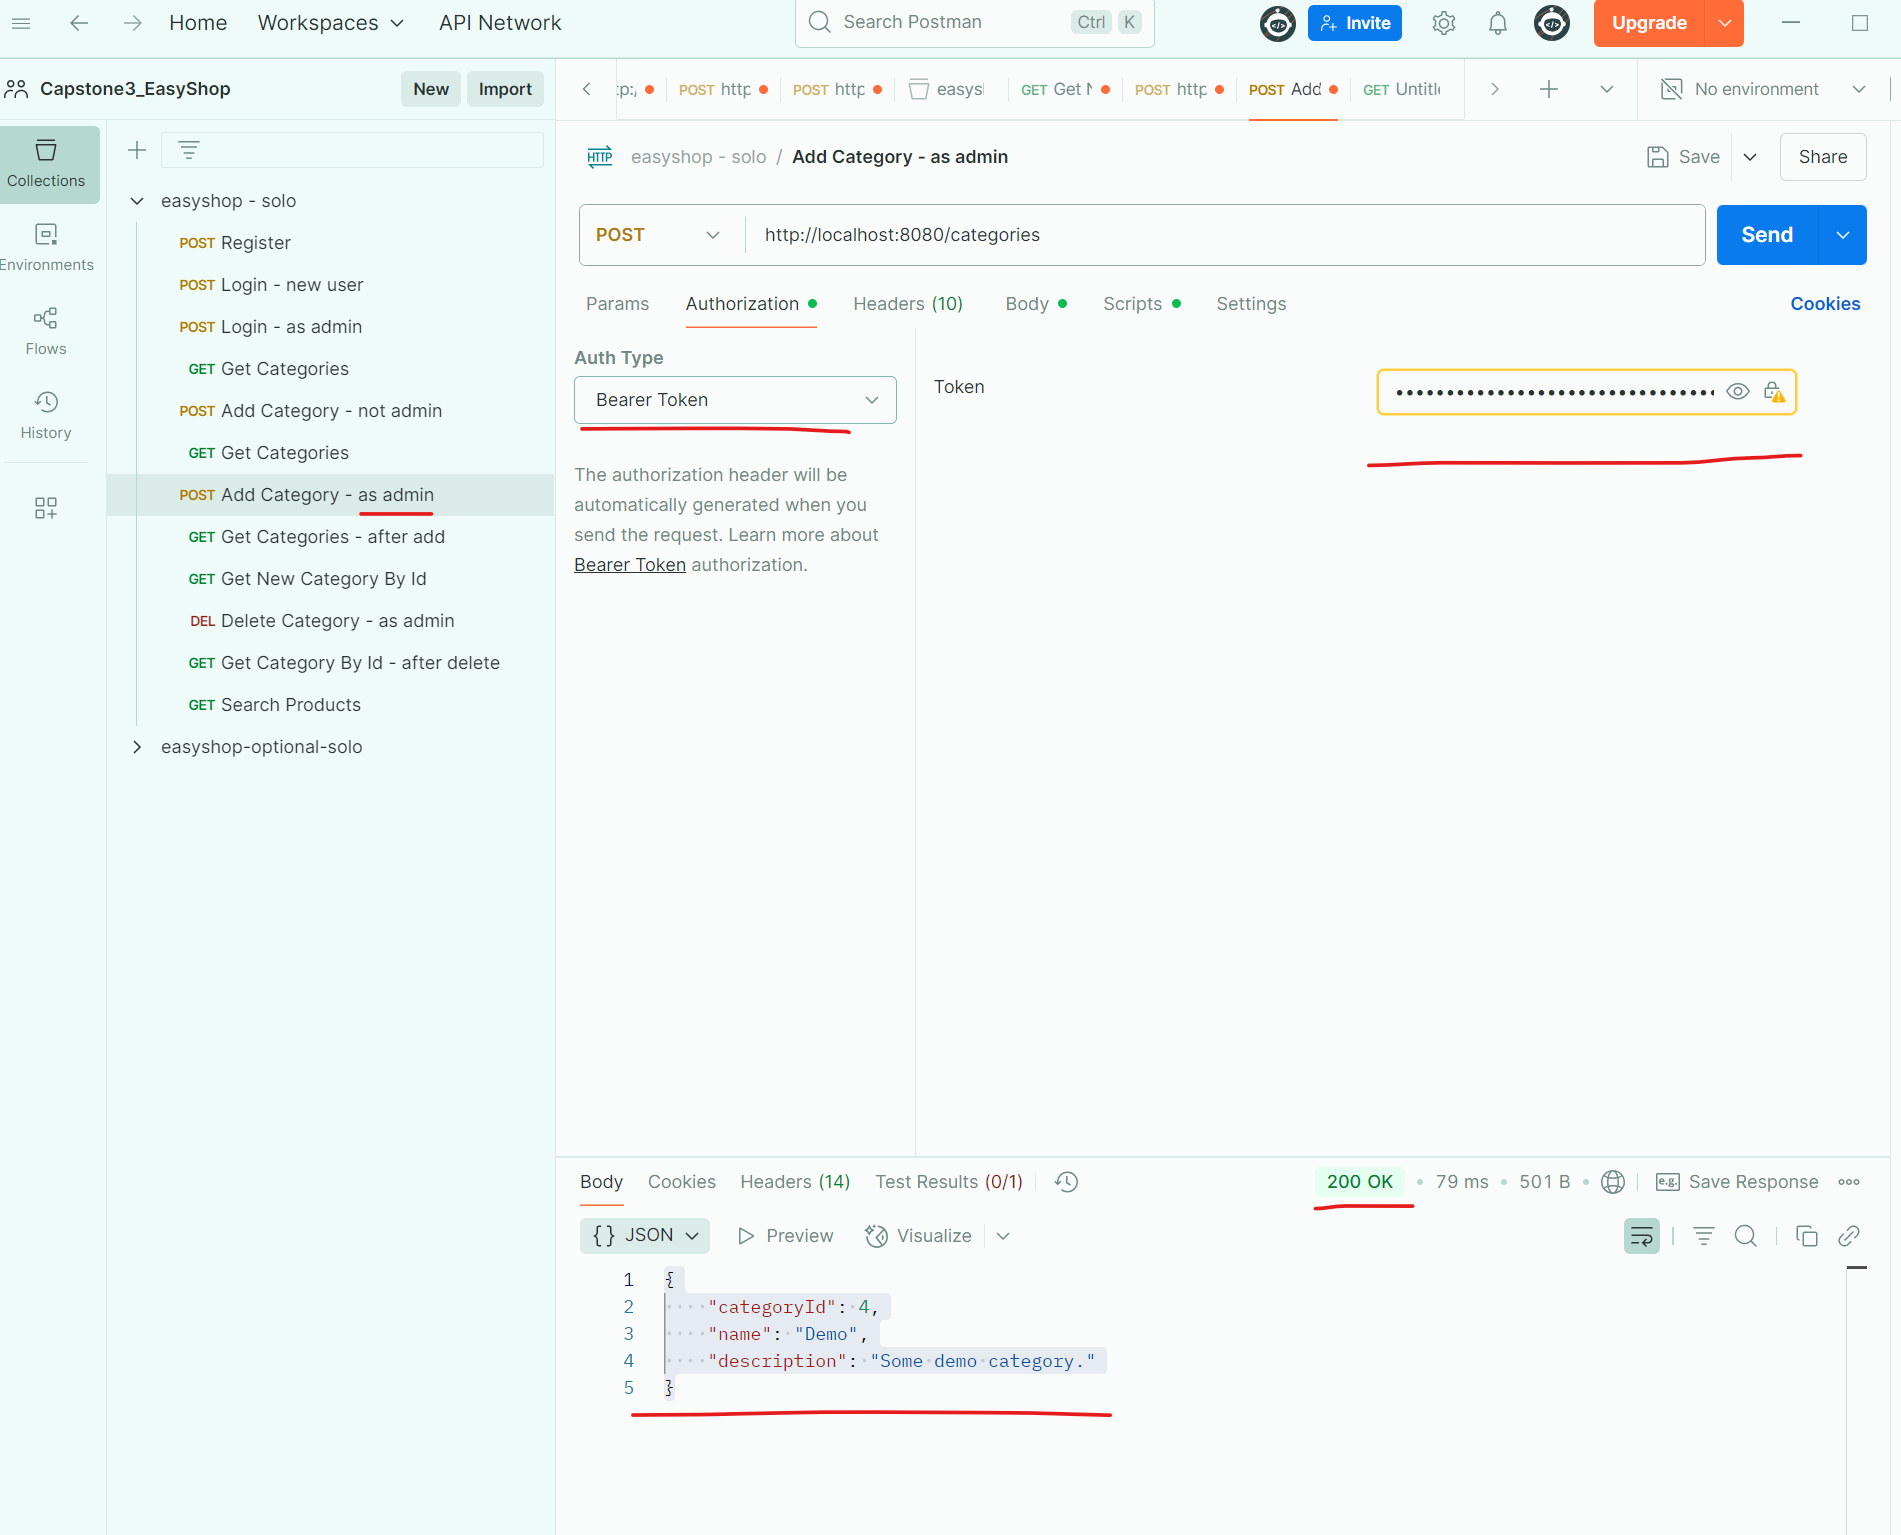 Home Workspaces API Network Search Postman Ctrl K Invite Upgrade
Capstone3_EasyShop New Import
tp:/ POST http POST http easysl GET Get N POST http POST Add GET Untitle No environment
Collections
Environments
Flows
History
easyshop - solo
POST Register
POST Login - new user
POST Login - as admin
GET Get Categories
POST Add Category - not admin
GET Get Categories
POST Add Category - as admin
GET Get Categories - after add
GET Get New Category By Id
DEL Delete Category - as admin
GET Get Category By Id - after delete
GET Search Products
easyshop-optional-solo
HTTP easyshop - solo / Add Category - as admin Save Share
POST http://localhost:8080/categories Send
Params Authorization Headers (10) Body Scripts Settings Cookies
Auth Type
Bearer Token
Token
The authorization header will be
automatically generated when you
send the request. Learn more about
Bearer Token authorization.
Body Cookies Headers (14) Test Results (0/1) 200 OK • 79 ms • 501 B • e.g. Save Response
{} JSON Preview Visualize
1 {
2 "categoryId": 4,
3 "name": "Demo",
4 "description": "Some demo category."
5 }